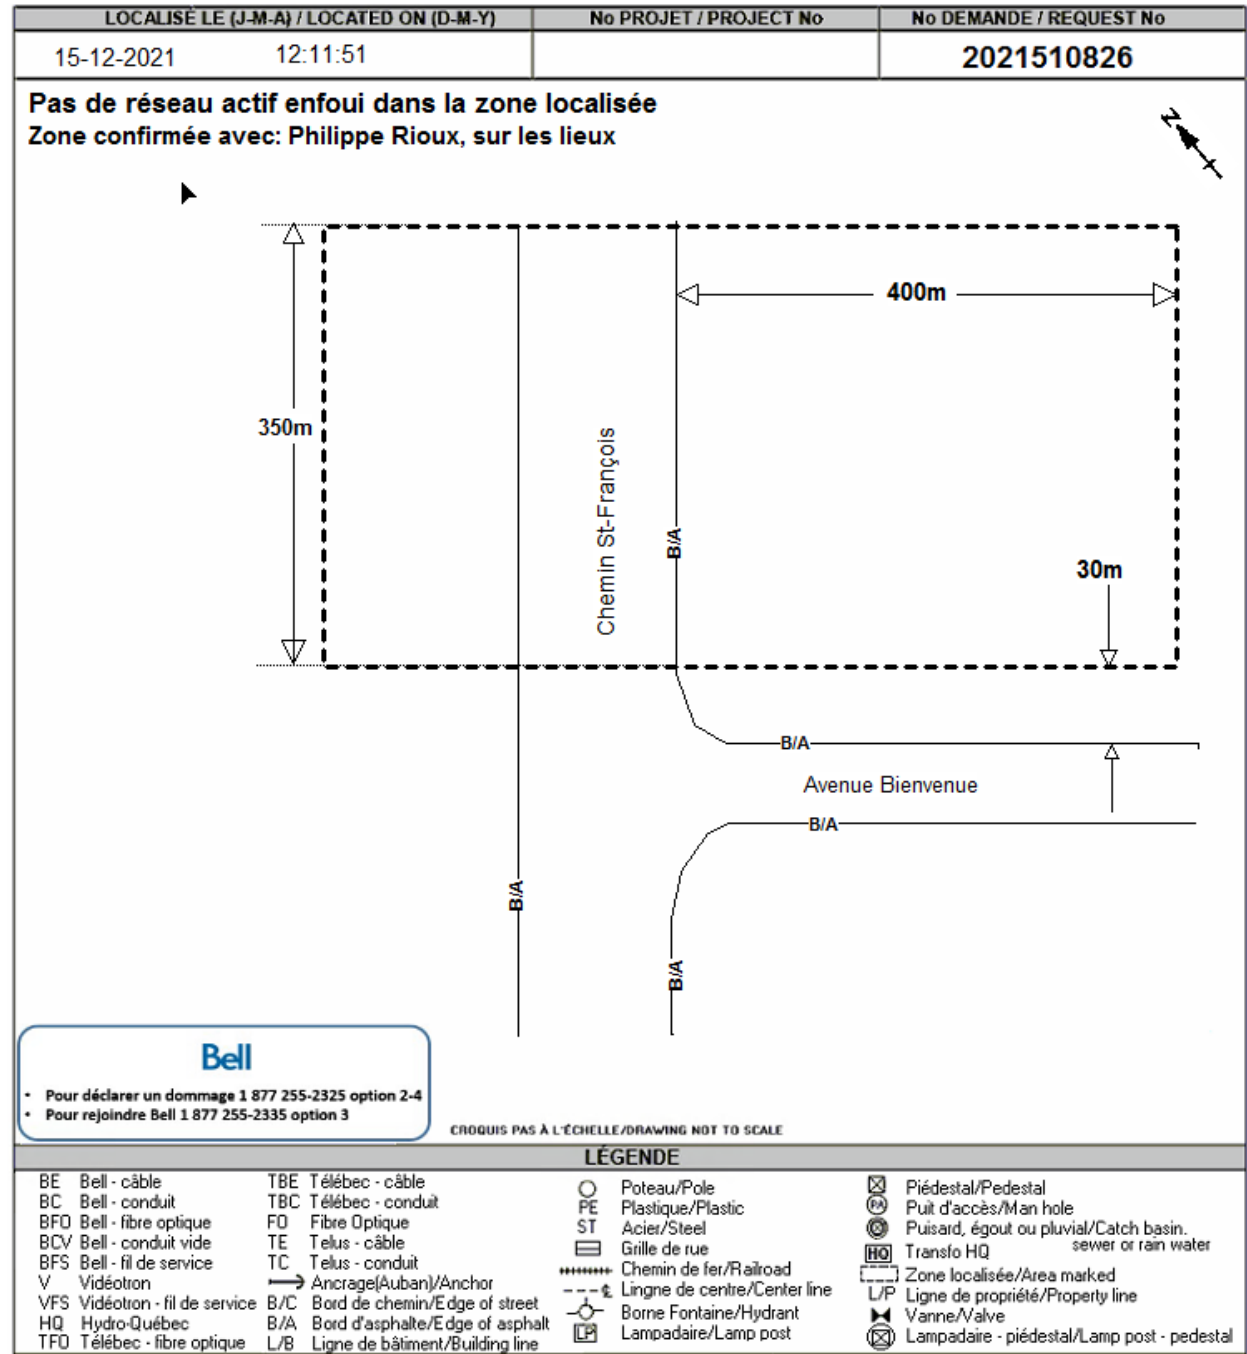 LOCALISÉ LE (J-M-A) / LOCATED ON (D-M-Y) No PROJET / PROJECT No No DEMANDE / REQUEST No
15-12-2021 12:11:51 2021510826
Pas de réseau actif enfoui dans la zone localisée
Zone confirmée avec: Philippe Rioux, sur les lieux
N
400m
350m
Chemin St-François
B/A
30m
B/A
Avenue Bienvenue
B/A
B/A
B/A
Bell
• Pour déclarer un dommage 1 877 255-2325 option 2-4
• Pour rejoindre Bell 1 877 255-2335 option 3
CROQUIS PAS À L'ÉCHELLE/DRAWING NOT TO SCALE
LÉGENDE
BE Bell - câble
BC Bell - conduit
BFO Bell - fibre optique
BCV Bell - conduit vide
BFS Bell - fil de service
V Vidéotron
VFS Vidéotron - fil de service
HQ Hydro-Québec
TFO Télébec - fibre optique
TBE Télébec - câble
TBC Télébec - conduit
FO Fibre Optique
TE Telus - câble
TC Telus - conduit
Ancrage(Auban)/Anchor
B/C Bord de chemin/Edge of street
B/A Bord d'asphalte/Edge of asphalt
L/B Ligne de bâtiment/Building line
Poteau/Pole
PE Plastique/Plastic
ST Acier/Steel
Grille de rue
Chemin de fer/Railroad
Lingne de centre/Center line
Borne Fontaine/Hydrant
LP Lampadaire/Lamp post
Piédestal/Pedestal
PA Puit d'accès/Man hole
Puisard, égout ou pluvial/Catch basin.
sewer or rain water
HQ Transfo HQ
Zone localisée/Area marked
L/P Ligne de propriété/Property line
Vanne/Valve
Lampadaire - piédestal/Lamp post - pedestal